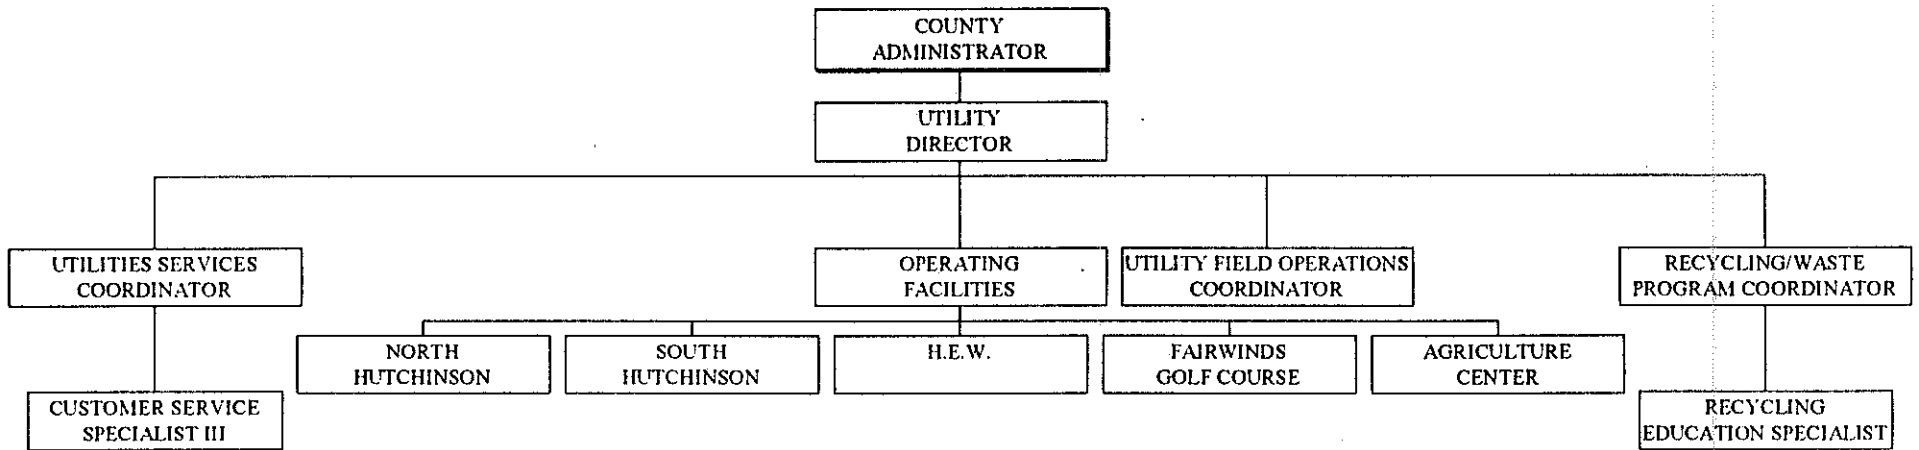 COUNTY
ADMINISTRATOR
UTILITY
DIRECTOR
UTILITIES SERVICES
COORDINATOR
OPERATING
FACILITIES
UTILITY FIELD OPERATIONS
COORDINATOR
RECYCLING/WASTE
PROGRAM COORDINATOR
NORTH
HUTCHINSON
SOUTH
HUTCHINSON
H.E.W.
FAIRWINDS
GOLF COURSE
AGRICULTURE
CENTER
CUSTOMER SERVICE
SPECIALIST III
RECYCLING
EDUCATION SPECIALIST